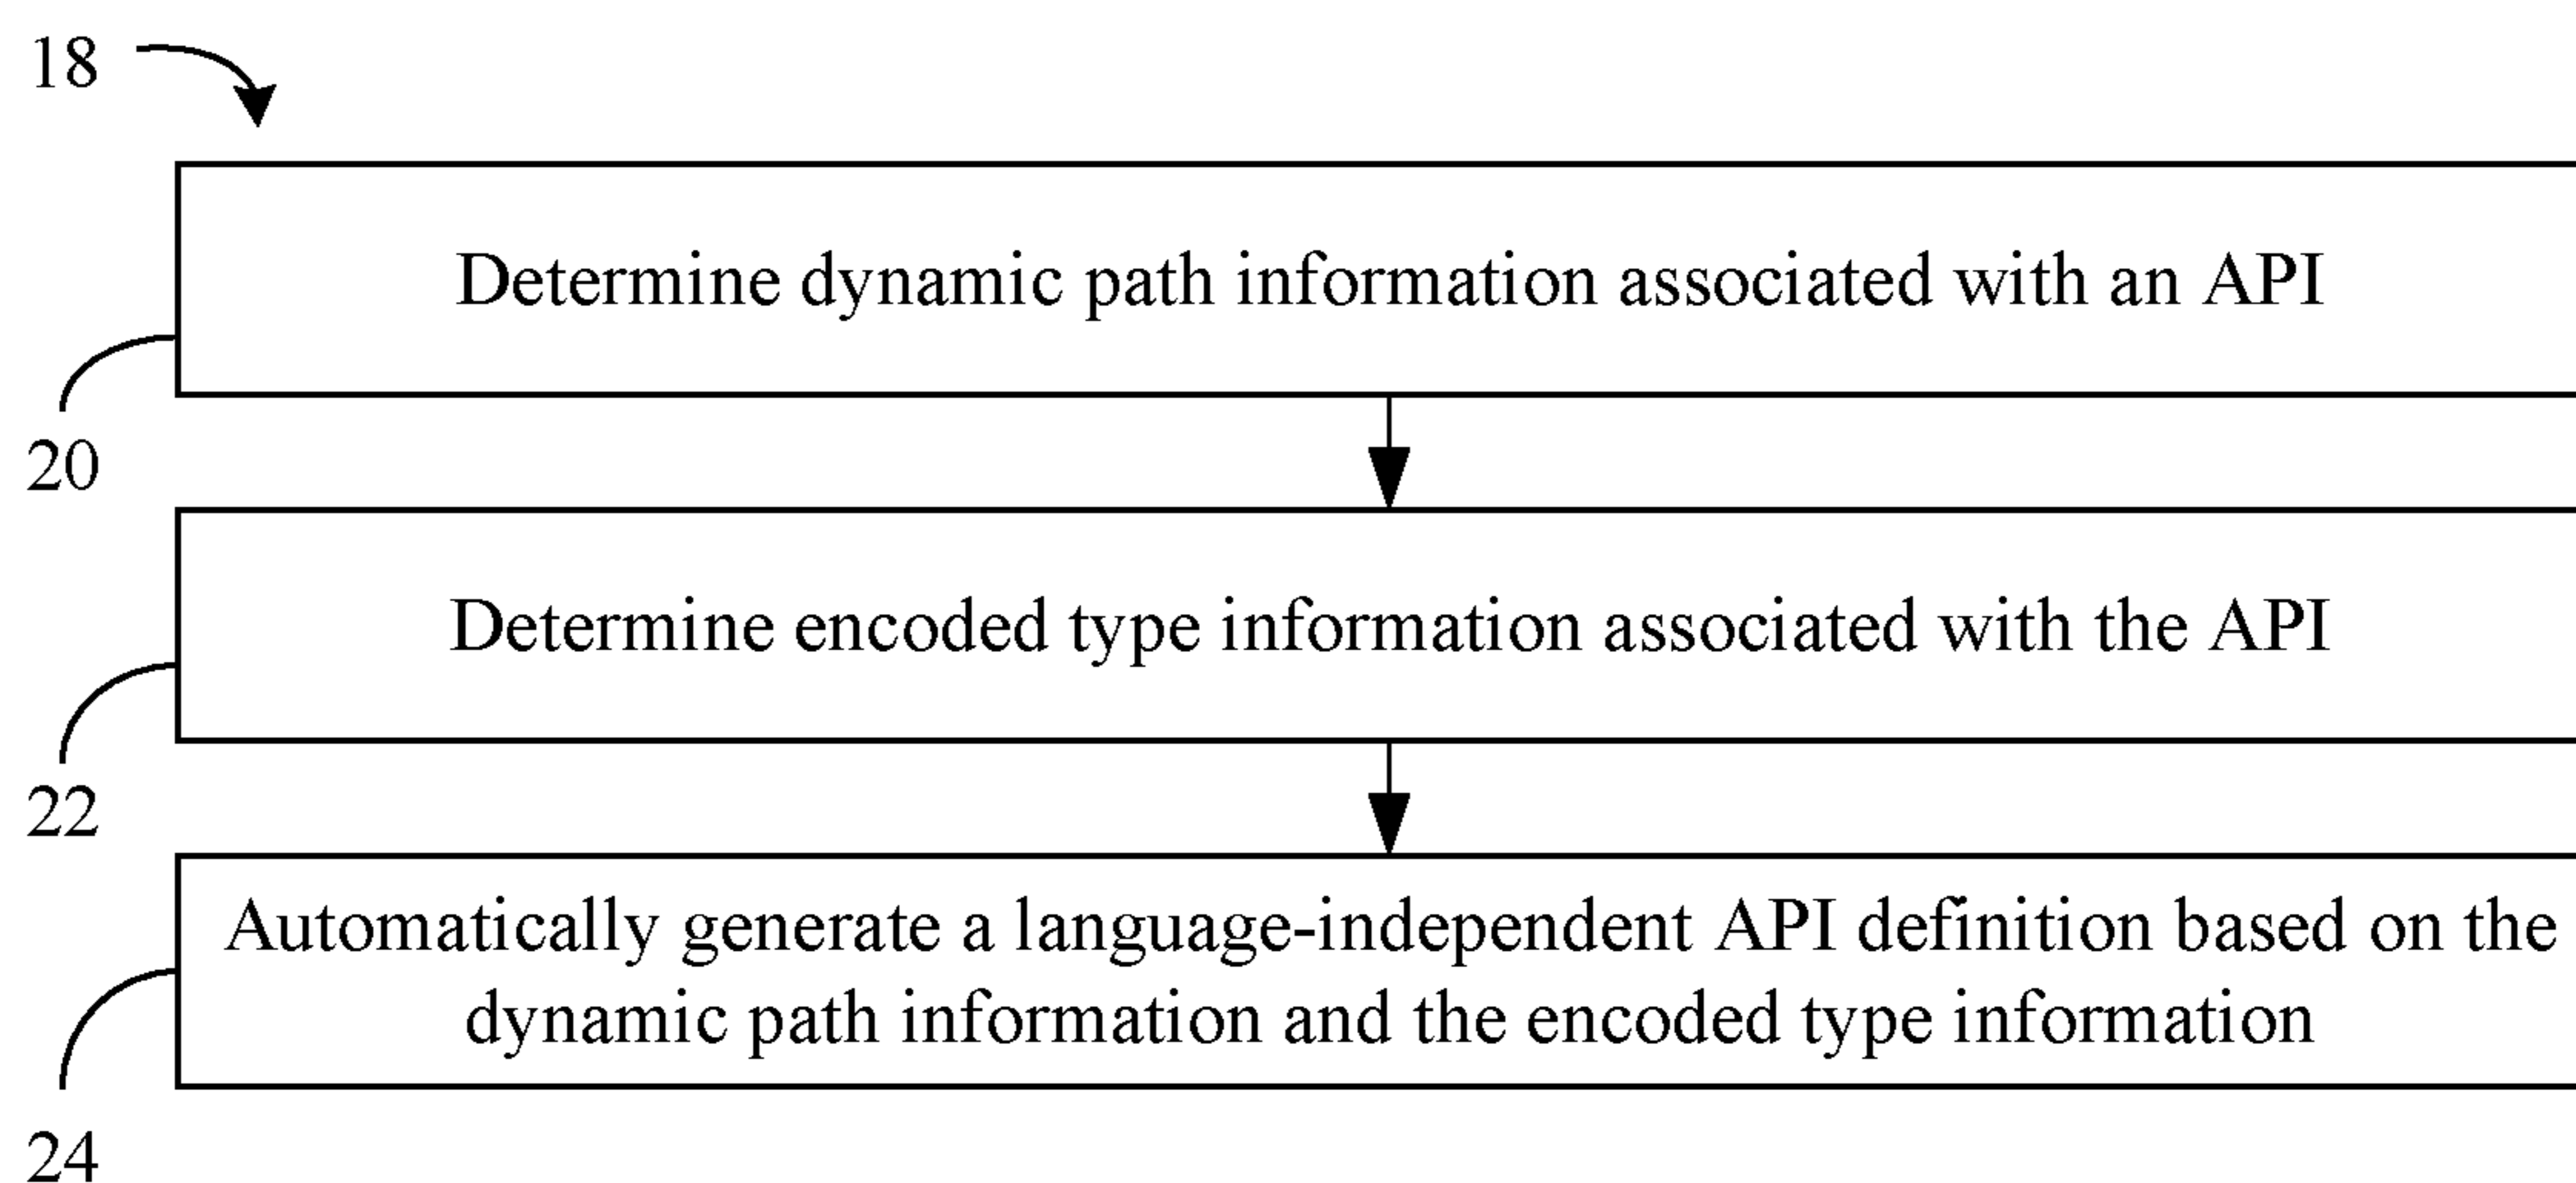 18
Determine dynamic path information associated with an API
20
Determine encoded type information associated with the API
22
Automatically generate a language-independent API definition based on the
dynamic path information and the encoded type information
24